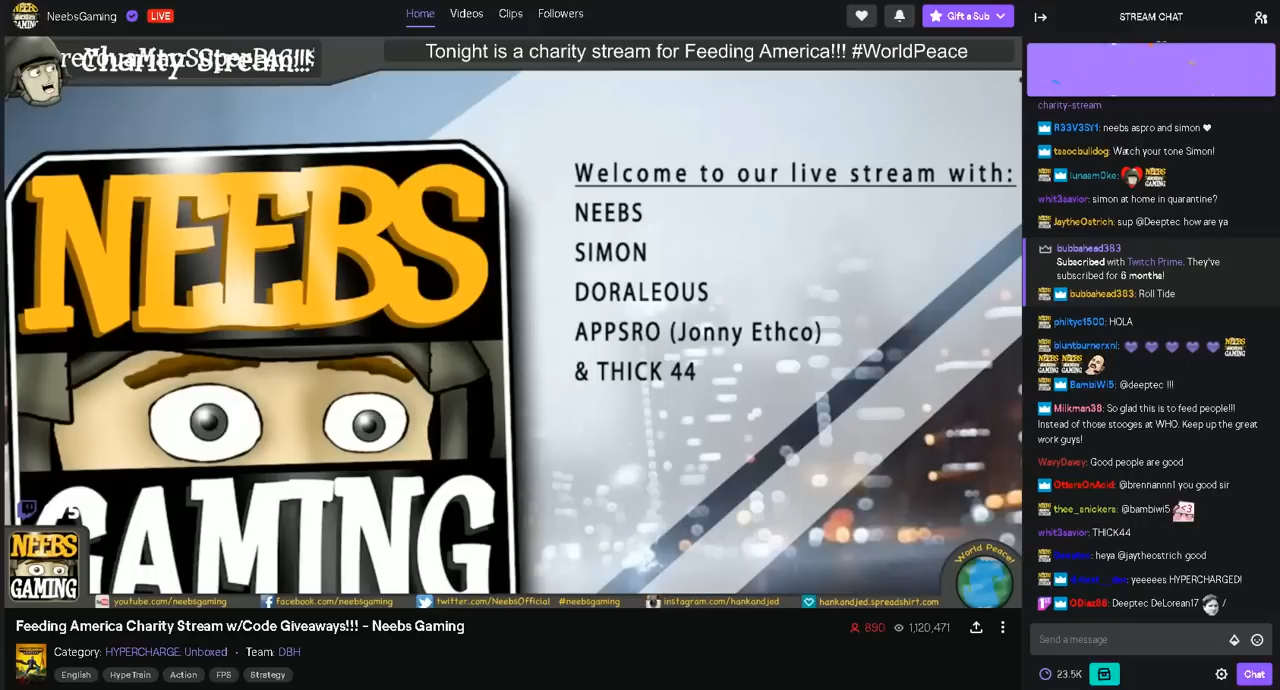 NeebsGaming
LIVE
Home
Videos
Clips
Followers
Gift a Sub
STREAM CHAT
Charity Stream!!!
Tonight is a charity stream for Feeding America!!! #WorldPeace
charity-stream
R33V3SY1: neebs aspro and simon
tasocbulldog: Watch your tone Simon!
whit3savior: simon at home in quarantine?
JaytheOstrich: sup @Deeptec how are ya
bubbahead383
Subscribed with Twitch Prime. They've
subscribed for 6 months!
bubbahead383: Roll Tide
philtyc1500: HOLA
bluntburnerxnl:
BambiWi5: @deeptec !!!
Milkman38: So glad this is to feed people!!!
Instead of those stooges at WHO. Keep up the great
work guys!
WavyDavey: Good people are good
OttersOnAcid: @brennannn1 you good sir
thee_snickers: @bambiwi5
whit3savior: THICK44
heya @jaytheostrich good
yeeeees HYPERCHARGED!
ODiaz86: Deeptec DeLorean17 /
Send a message
23.5K
Chat
NEEBS
GAMING
Welcome to our live stream with:
NEEBS
SIMON
DORALEOUS
APPSRO (Jonny Ethco)
& THICK 44
NEEBS
GAMING
World Peace!
youtube.com/neebsgaming
facebook.com/neebsgaming
twitter.com/NeebsOfficial #neebsgaming
instagram.com/hankandjed
hankandjed.spreadshirt.com
Feeding America Charity Stream w/Code Giveaways!!! - Neebs Gaming
890
1,120,471
Category: HYPERCHARGE: Unboxed · Team: DBH
English
Hype Train
Action
FPS
Strategy